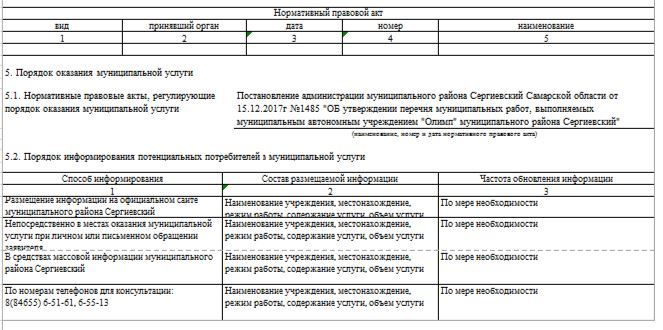 Нормативный правовой акт
вид принявший орган дата номер наименование
1 2 3 4 5
5. Порядок оказания муниципальной услуги
5.1. Нормативные правовые акты, регулирующие
порядок оказания муниципальной услуги
Постановление администрации муниципального района Сергиевский Самарской области от
15.12.2017г №1485 "ОБ утверждении перечня муниципальных работ, выполняемых
муниципальным автономным учреждением "Олимп" муниципального района Сергиевский"
(наименование, номер и дата нормативного правового акта)
5.2. Порядок информирования потенциальных потребителей з муниципальной услуги
Способ информирования Состав размещаемой информации Частота обновления информации
1 2 3
Размещение информации на официальном сайте
муниципального района Сергиевский
Наименование учреждения, местонахождение,
режим работы, содержание услуги, объем услуги
По мере необходимости
Непосредственно в местах оказания муниципальной
услуги при личном или письменном обращении
заявителя
Наименование учреждения, местонахождение,
режим работы, содержание услуги, объем услуги
По мере необходимости
В средствах массовой информации муниципального
района Сергиевский
Наименование учреждения, местонахождение,
режим работы, содержание услуги, объем услуги
По мере необходимости
По номерам телефонов для консультации:
8(84655) 6-51-61, 6-55-13
Наименование учреждения, местонахождение,
режим работы, содержание услуги, объем услуги
По мере необходимости